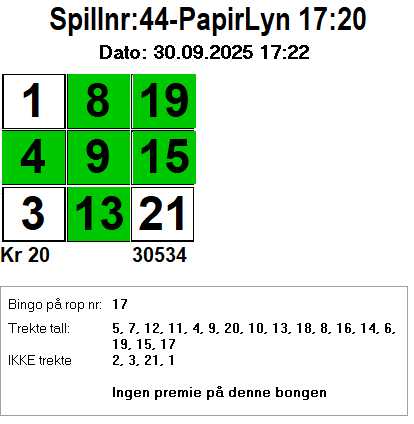 Spillnr:44-PapirLyn 17:20
Dato: 30.09.2025 17:22
1 8 19
4 9 15
3 13 21
Kr 20 30534
Bingo på rop nr: 17
Trekte tall: 5, 7, 12, 11, 4, 9, 20, 10, 13, 18, 8, 16, 14, 6,
19, 15, 17
IKKE trekte 2, 3, 21, 1
Ingen premie på denne bongen